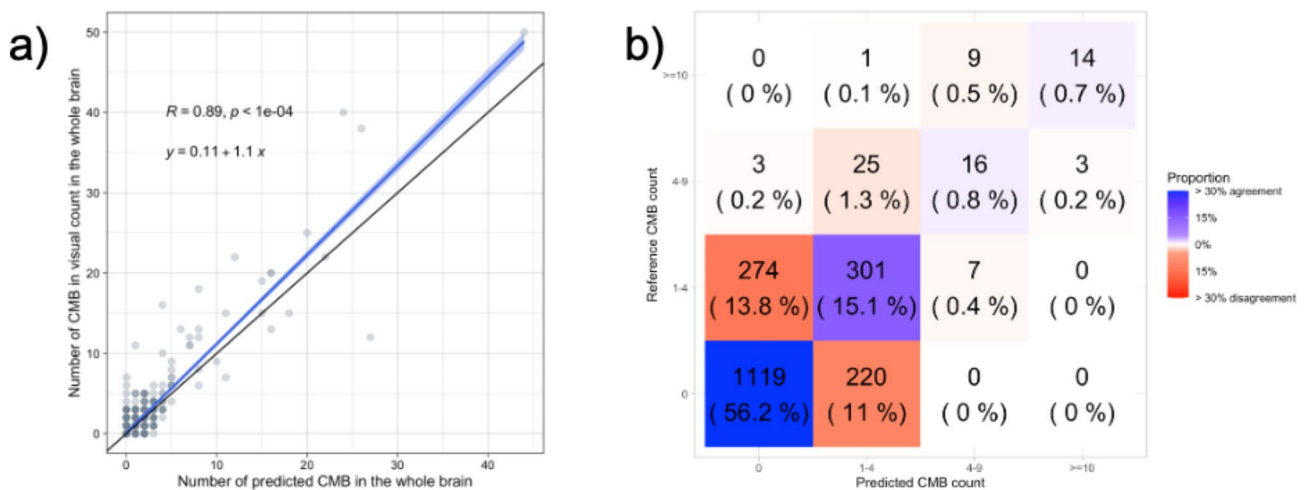 a)
Number of CMB in visual count in the whole brain
50
40
30
20
10
0
R = 0.89, p < 1e-04
y = 0.11 + 1.1 x
0 10 20 30 40
Number of predicted CMB in the whole brain
b)
Reference CMB count
>=10
4-9
1-4
0
0 1 9 14
( 0 %) ( 0.1 %) ( 0.5 %) ( 0.7 %)
3 25 16 3
( 0.2 %) ( 1.3 %) ( 0.8 %) ( 0.2 %)
274 301 7 0
( 13.8 %) ( 15.1 %) ( 0.4 %) ( 0 %)
1119 220 0 0
( 56.2 %) ( 11 %) ( 0 %) ( 0 %)
0 1-4 4-9 >=10
Predicted CMB count
Proportion
> 30% agreement
15%
0%
15%
> 30% disagreement